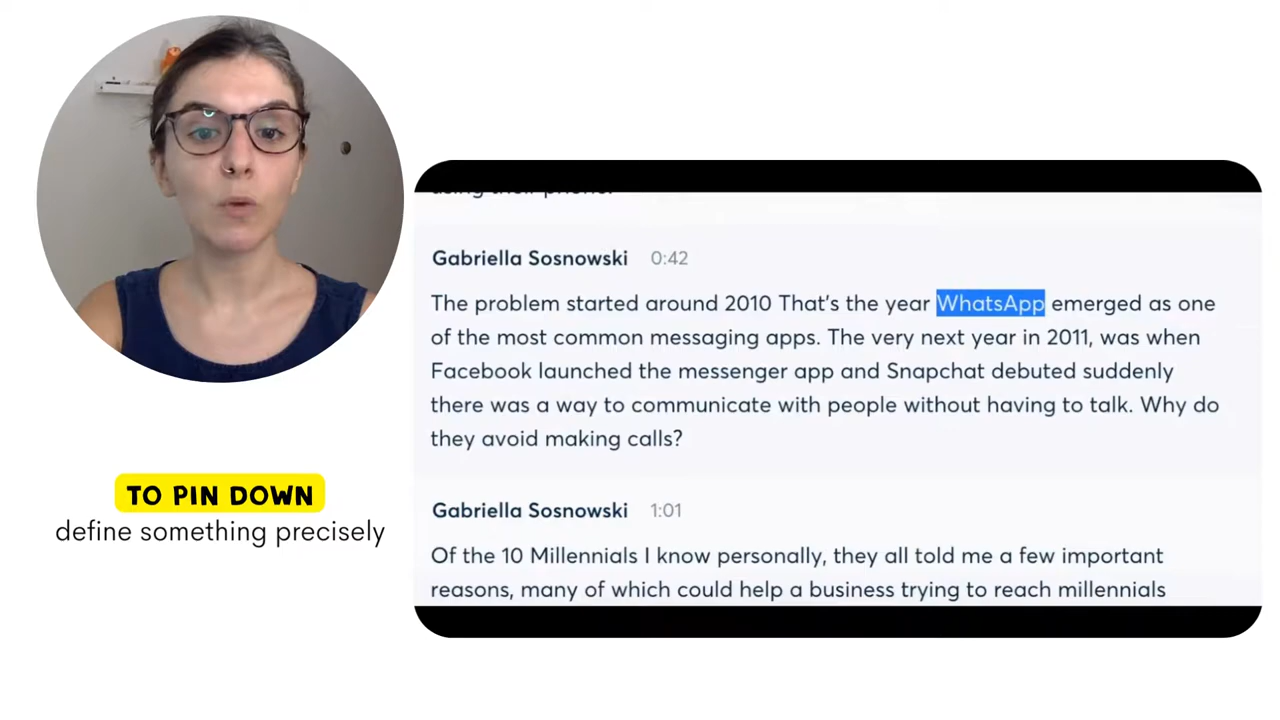 TO PIN DOWN
define something precisely
using their phone.
Gabriella Sosnowski 0:42
The problem started around 2010 That's the year WhatsApp emerged as one
of the most common messaging apps. The very next year in 2011, was when
Facebook launched the messenger app and Snapchat debuted suddenly
there was a way to communicate with people without having to talk. Why do
they avoid making calls?
Gabriella Sosnowski 1:01
Of the 10 Millennials I know personally, they all told me a few important
reasons, many of which could help a business trying to reach millennials